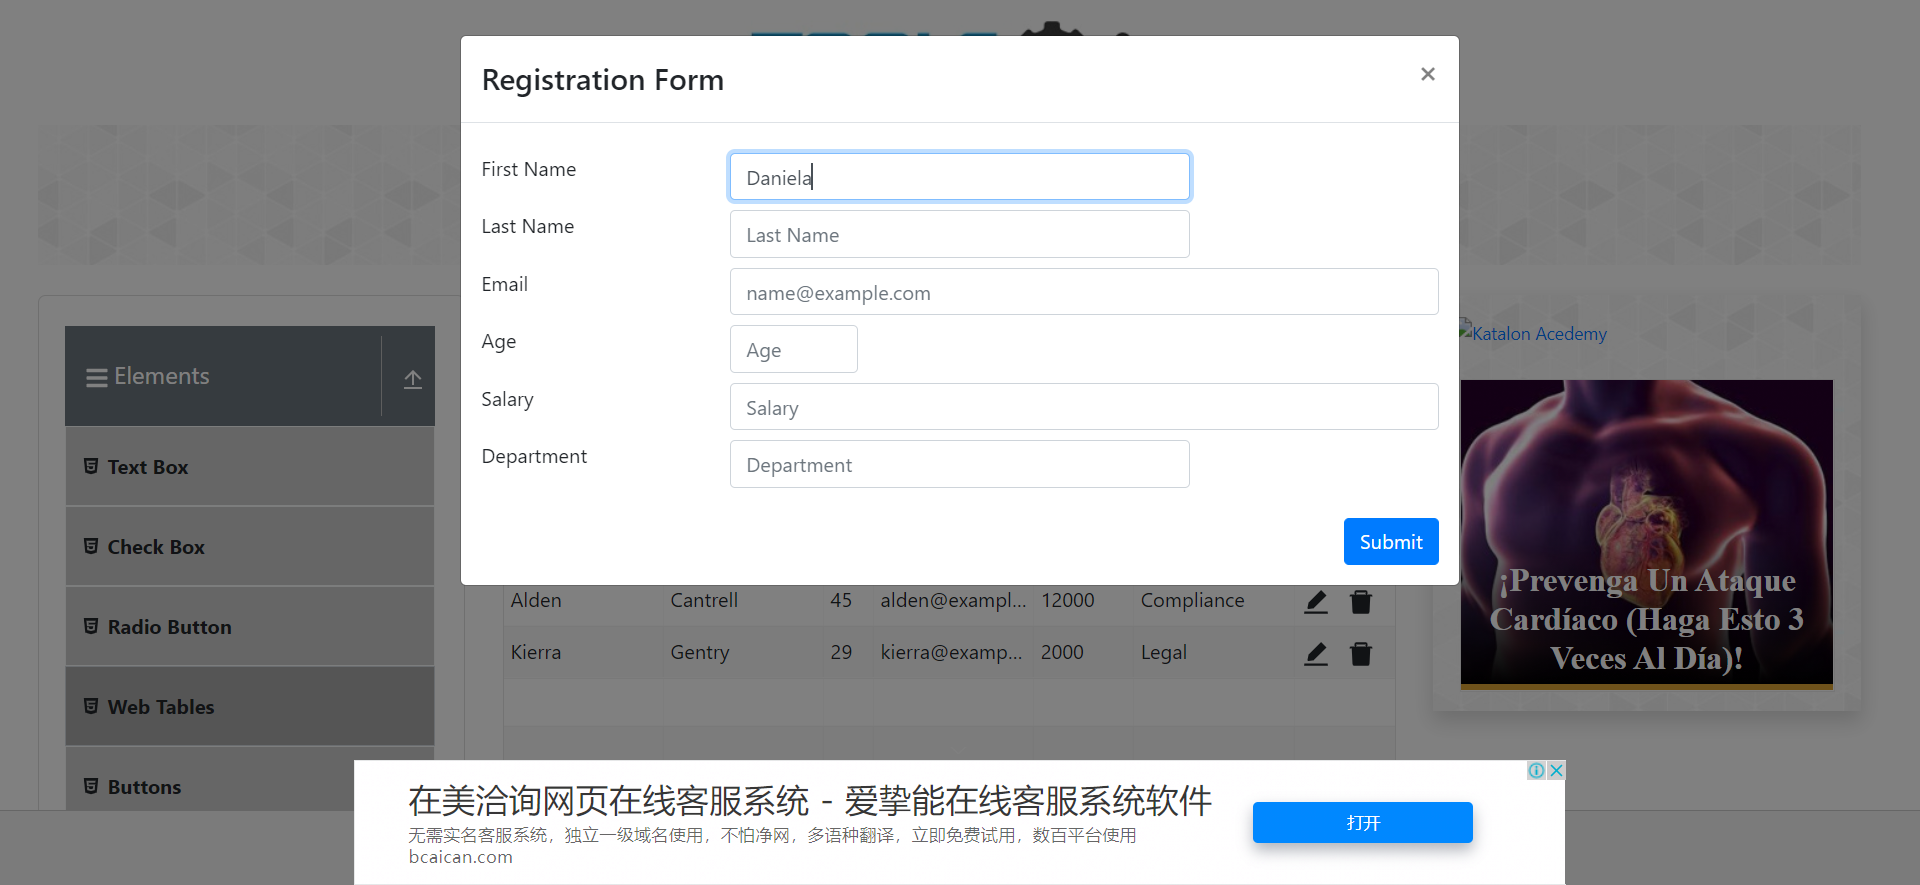 Registration Form
×
First Name
Daniela
Last Name
Last Name
Email
name@example.com
Age
Age
Salary
Salary
Department
Department
Submit
Elements
Text Box
Check Box
Radio Button
Web Tables
Buttons
Alden Cantrell 45 alden@exampl... 12000 Compliance
Kierra Gentry 29 kierra@examp... 2000 Legal
Katalon Acedemy
¡Prevenga Un Ataque
Cardíaco (Haga Esto 3
Veces Al Día)!
在美洽询网页在线客服系统 - 爱挚能在线客服系统软件
无需实名客服系统，独立一级域名使用，不怕净网，多语种翻译，立即免费试用，数百平台使用
bcaican.com
打开